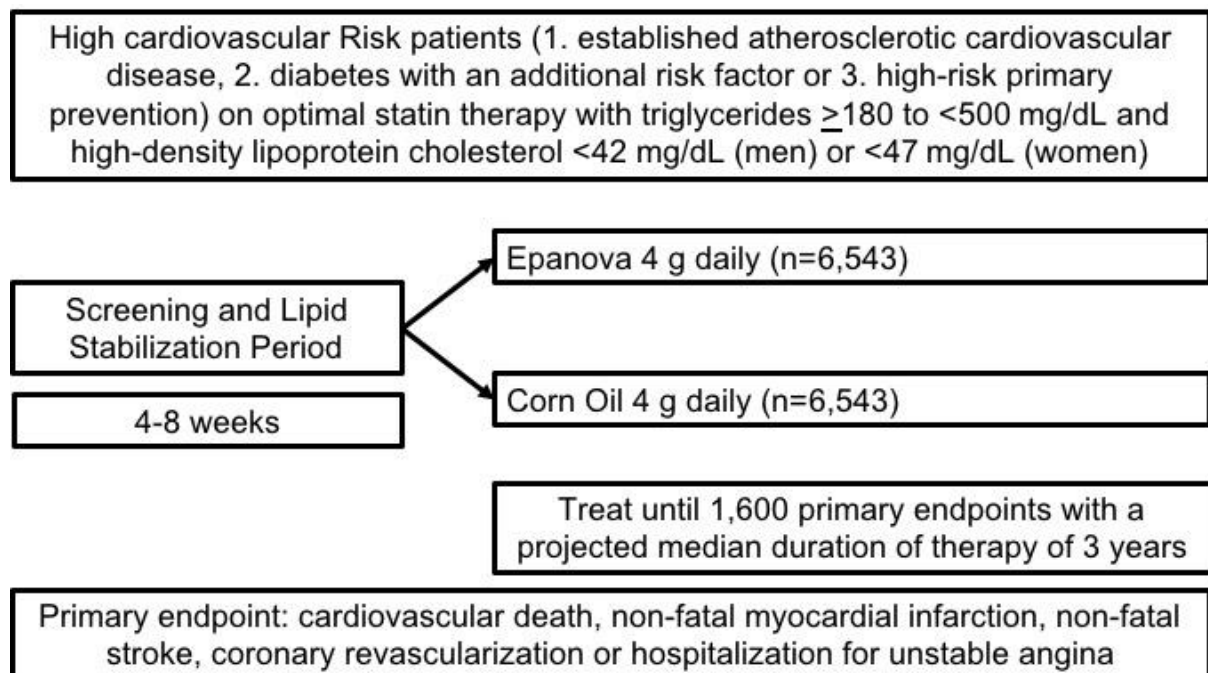 High cardiovascular Risk patients (1. established atherosclerotic cardiovascular
disease, 2. diabetes with an additional risk factor or 3. high-risk primary
prevention) on optimal statin therapy with triglycerides ≥180 to <500 mg/dL and
high-density lipoprotein cholesterol <42 mg/dL (men) or <47 mg/dL (women)
Epanova 4 g daily (n=6,543)
Screening and Lipid
Stabilization Period
Corn Oil 4 g daily (n=6,543)
4-8 weeks
Treat until 1,600 primary endpoints with a
projected median duration of therapy of 3 years
Primary endpoint: cardiovascular death, non-fatal myocardial infarction, non-fatal
stroke, coronary revascularization or hospitalization for unstable angina